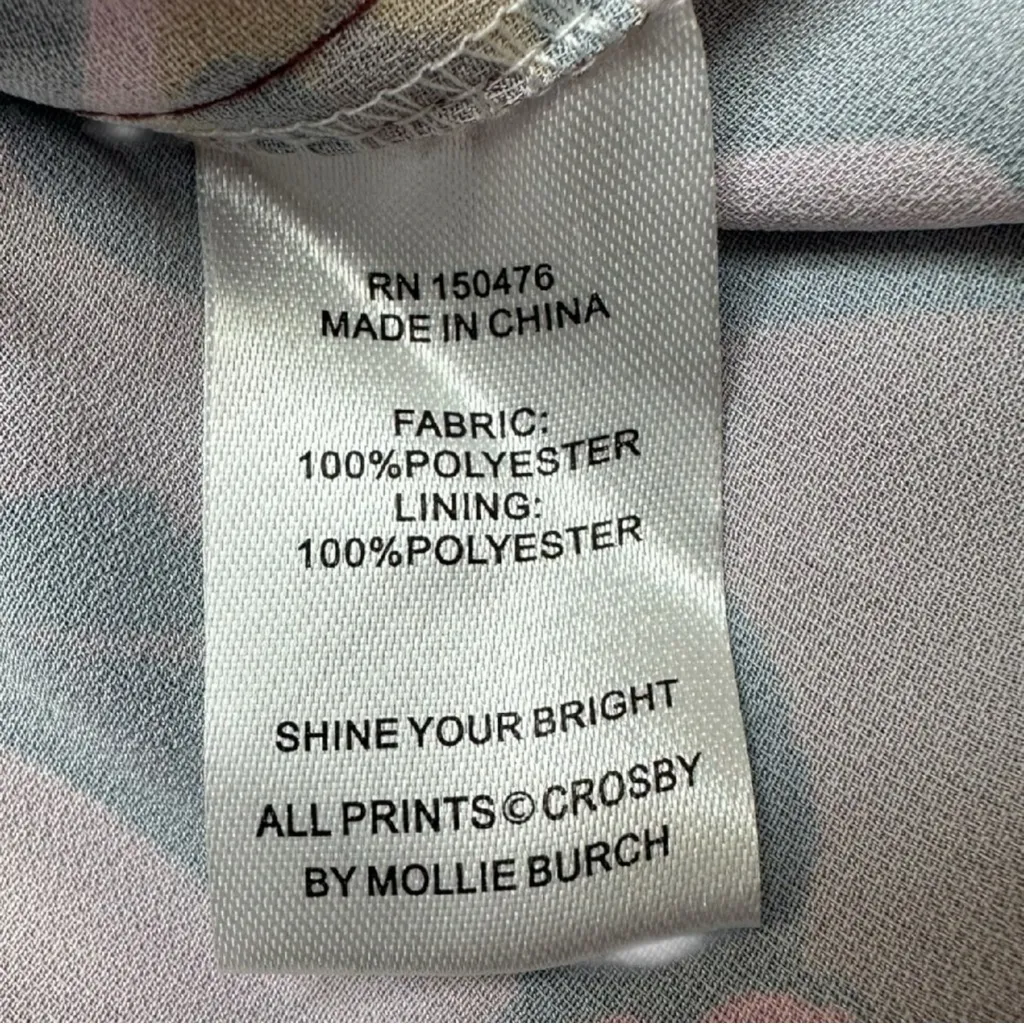 RN 150476
MADE IN CHINA
FABRIC:
100%POLYESTER
LINING:
100%POLYESTER
SHINE YOUR BRIGHT
ALL PRINTS © CROSBY
BY MOLLIE BURCH